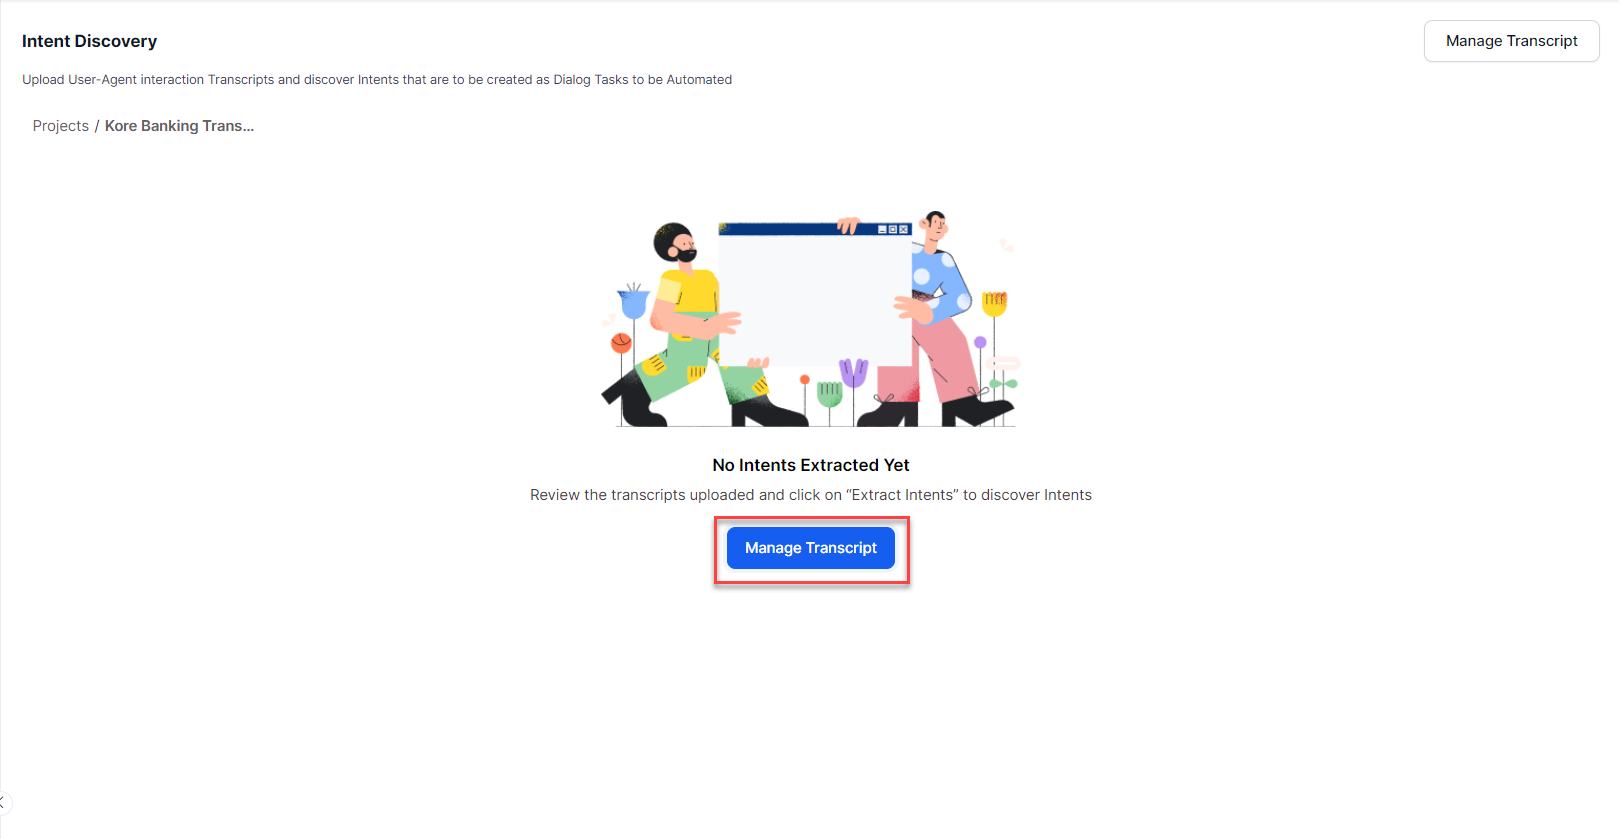 Intent Discovery
Manage Transcript
Upload User-Agent interaction Transcripts and discover Intents that are to be created as Dialog Tasks to be Automated
Projects / Kore Banking Trans...
No Intents Extracted Yet
Review the transcripts uploaded and click on “Extract Intents” to discover Intents
Manage Transcript